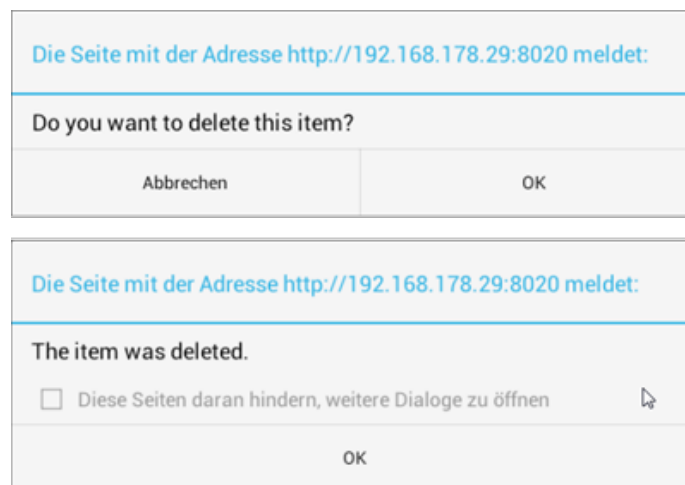 Die Seite mit der Adresse http://192.168.178.29:8020 meldet:
Do you want to delete this item?
Abbrechen OK
Die Seite mit der Adresse http://192.168.178.29:8020 meldet:
The item was deleted.
Diese Seiten daran hindern, weitere Dialoge zu öffnen
OK